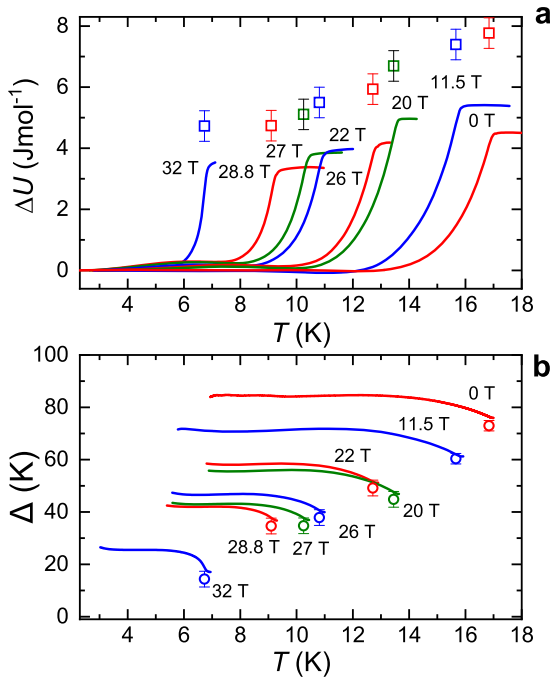 a
8
6
4
2
0
ΔU (Jmol⁻¹)
11.5 T
20 T
0 T
22 T
27 T
32 T
28.8 T
26 T
4 6 8 10 12 14 16 18
T (K)
b
100
80
60
40
20
0
Δ (K)
0 T
11.5 T
22 T
20 T
26 T
28.8 T
27 T
32 T
4 6 8 10 12 14 16 18
T (K)